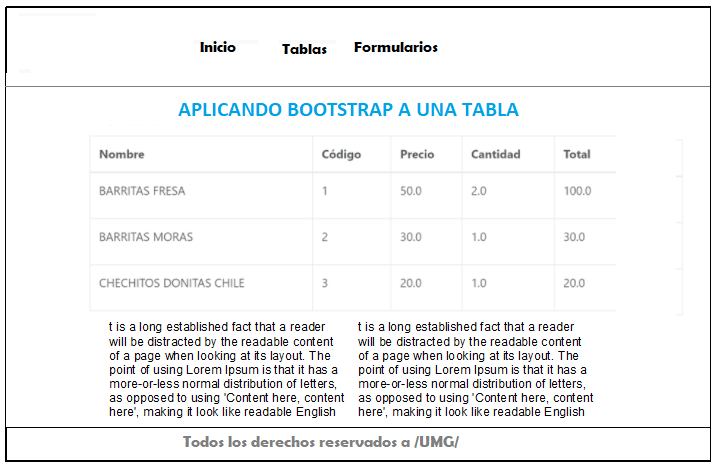 Inicio Tablas Formularios
APLICANDO BOOTSTRAP A UNA TABLA
Nombre Código Precio Cantidad Total
BARRITAS FRESA 1 50.0 2.0 100.0
BARRITAS MORAS 2 30.0 1.0 30.0
CHECHITOS DONITAS CHILE 3 20.0 1.0 20.0
t is a long established fact that a reader
will be distracted by the readable content
of a page when looking at its layout. The
point of using Lorem Ipsum is that it has a
more-or-less normal distribution of letters,
as opposed to using 'Content here, content
here', making it look like readable English
t is a long established fact that a reader
will be distracted by the readable content
of a page when looking at its layout. The
point of using Lorem Ipsum is that it has a
more-or-less normal distribution of letters,
as opposed to using 'Content here, content
here', making it look like readable English
Todos los derechos reservados a /UMG/